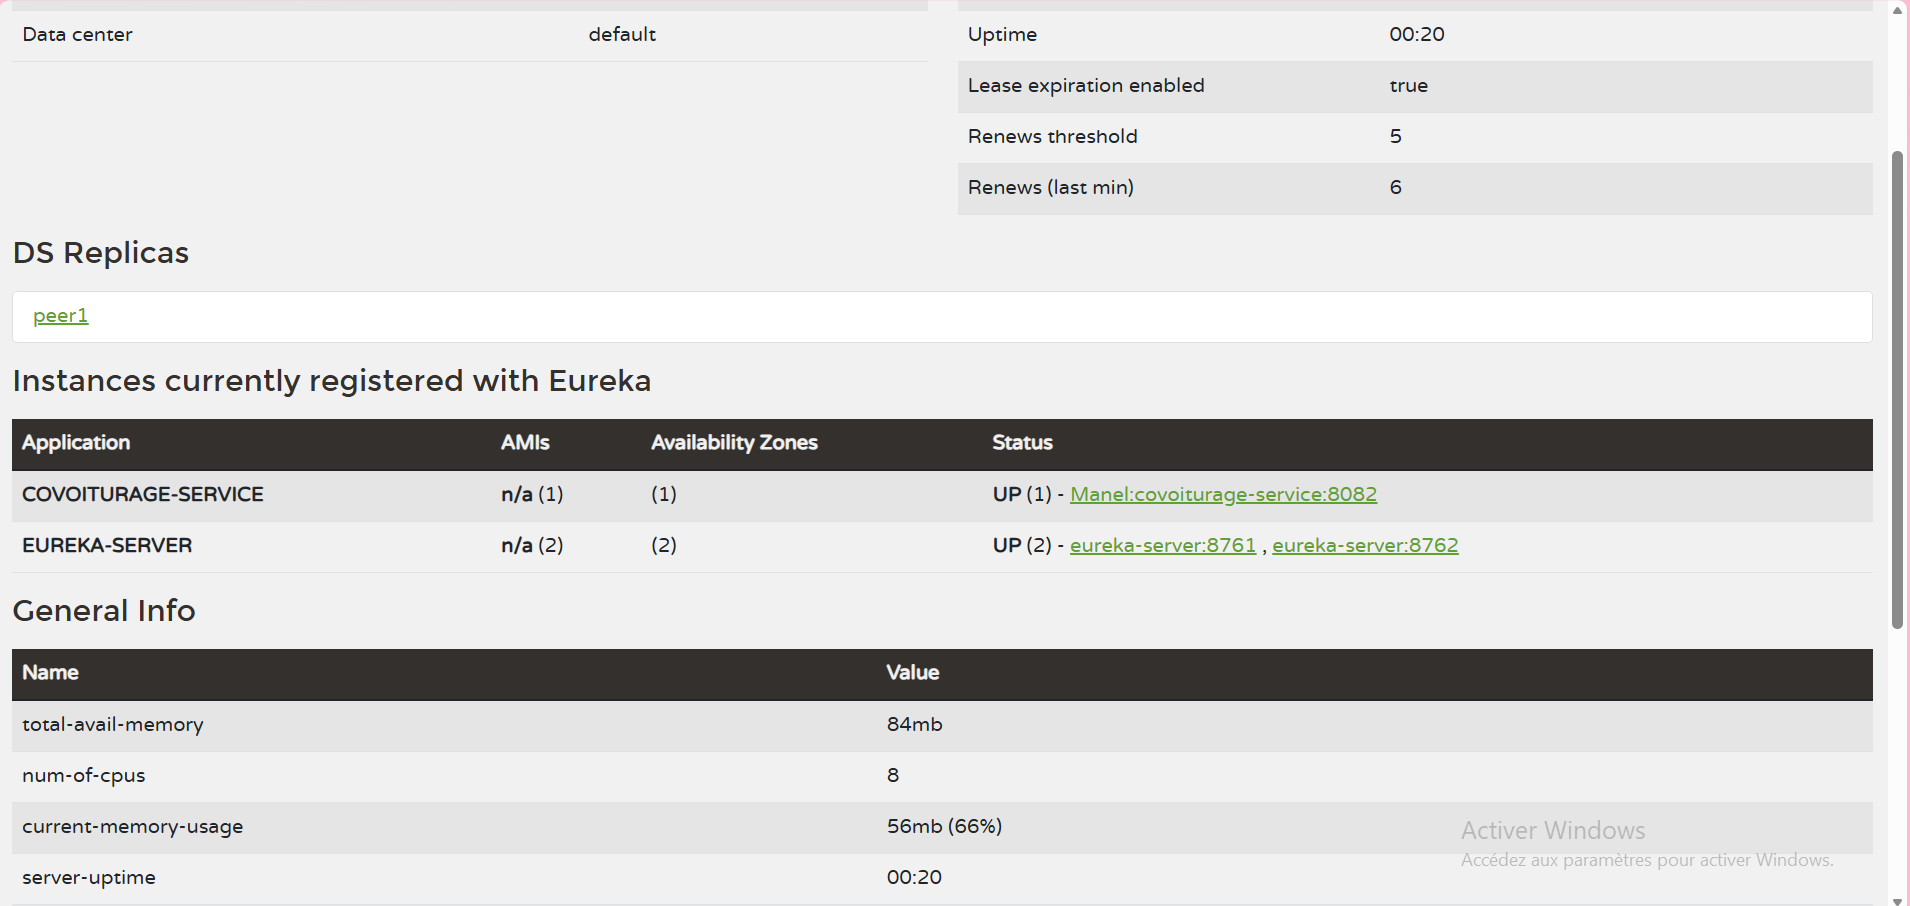 Data center default
Uptime 00:20
Lease expiration enabled true
Renews threshold 5
Renews (last min) 6
DS Replicas
peer1
Instances currently registered with Eureka
Application AMIs Availability Zones Status
COVOITURAGE-SERVICE n/a (1) (1) UP (1) - Manel:covoiturage-service:8082
EUREKA-SERVER n/a (2) (2) UP (2) - eureka-server:8761 , eureka-server:8762
General Info
Name Value
total-avail-memory 84mb
num-of-cpus 8
current-memory-usage 56mb (66%)
server-uptime 00:20
Activer Windows
Accédez aux paramètres pour activer Windows.